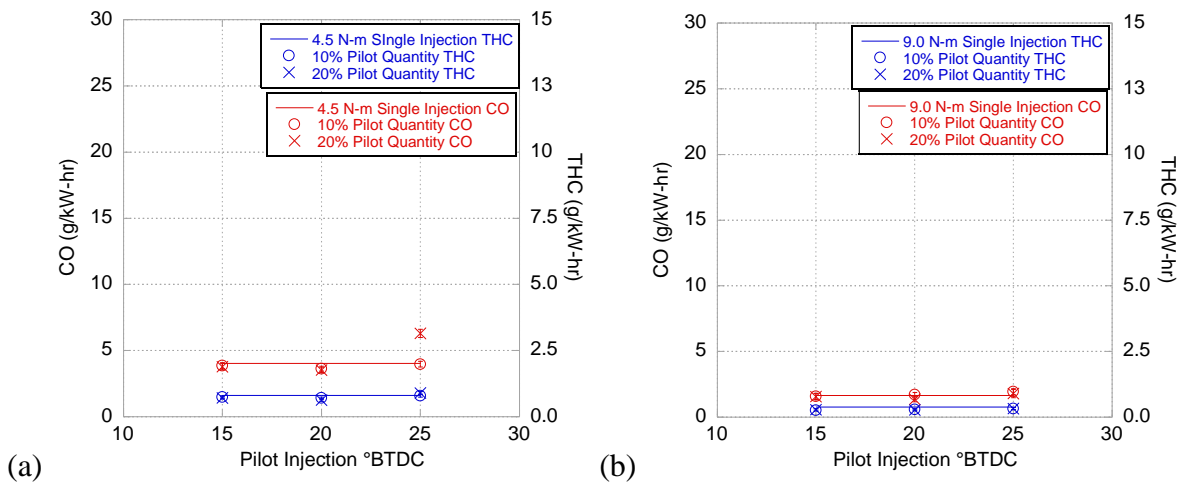 30
25
20
15
10
5
0
CO (g/kW-hr)
4.5 N-m SIngle Injection THC
10% Pilot Quantity THC
20% Pilot Quantity THC
4.5 N-m Single Injection CO
10% Pilot Quantity CO
20% Pilot Quantity CO
15
13
10
7.5
5.0
2.5
0.0
THC (g/kW-hr)
10 15 20 25 30
Pilot Injection °BTDC
(a)
30
25
20
15
10
5
0
CO (g/kW-hr)
9.0 N-m Single Injection THC
10% Pilot Quantity THC
20% Pilot Quantity THC
9.0 N-m Single Injection CO
10% Pilot Quantity CO
20% Pilot Quantity CO
15
13
10
7.5
5.0
2.5
0.0
THC (g/kW-hr)
10 15 20 25 30
Pilot Injection °BTDC
(b)